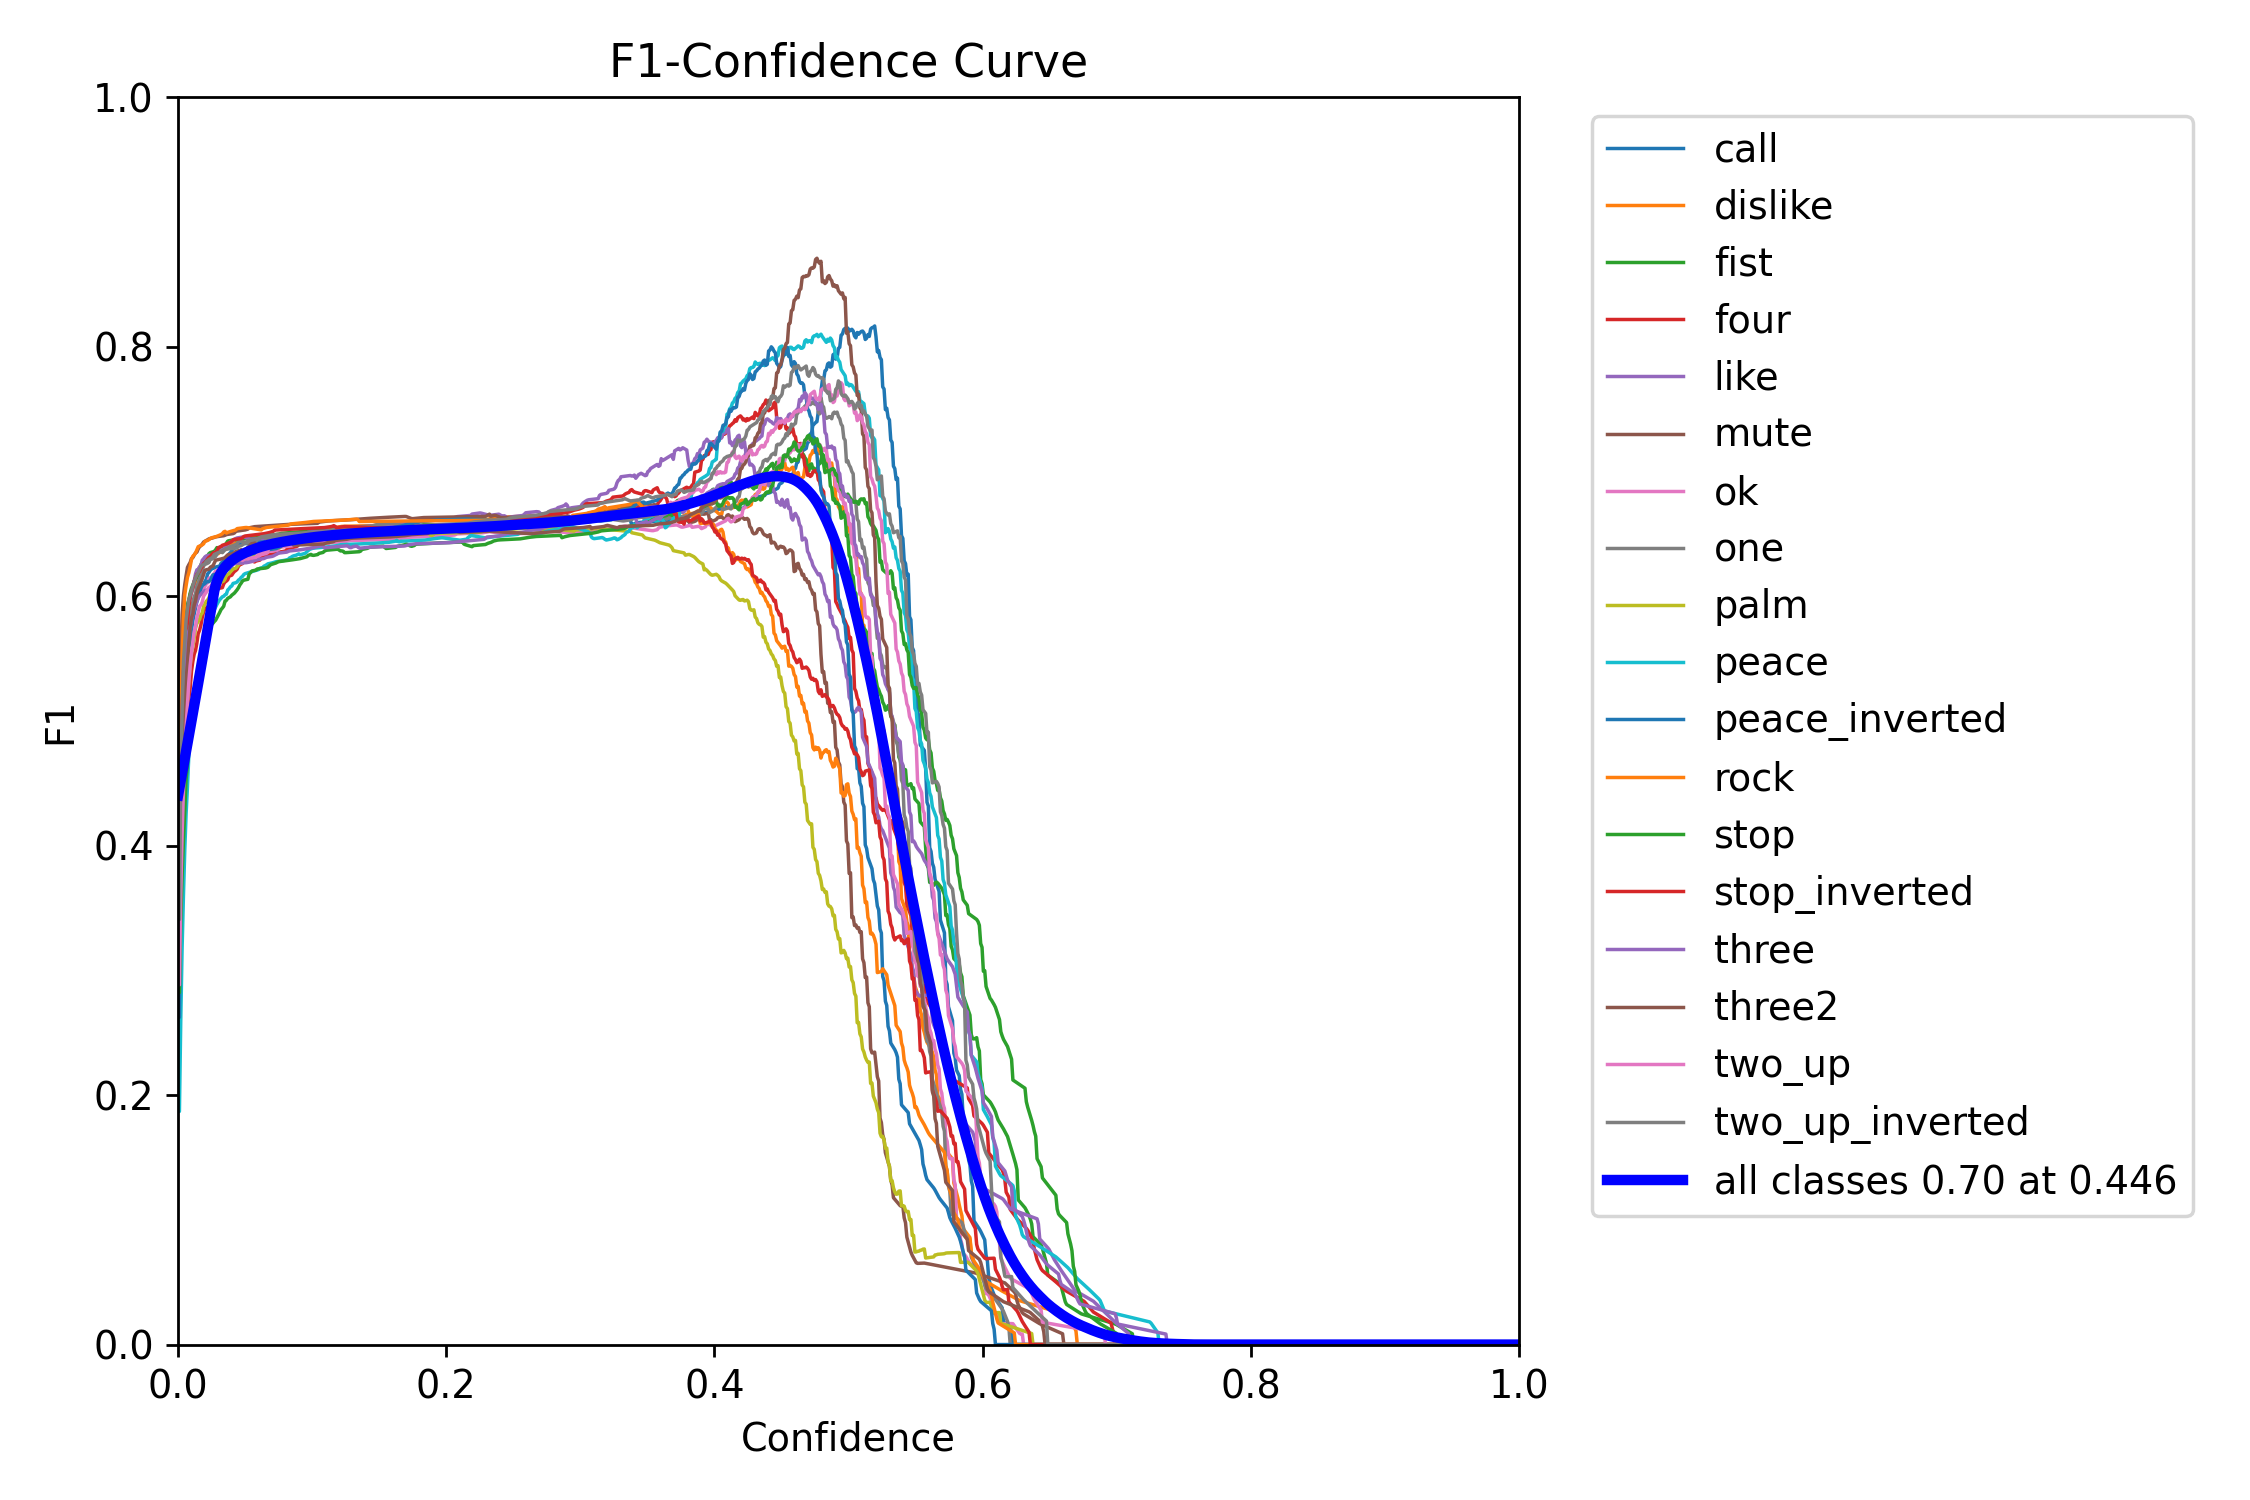 F1-Confidence Curve
1.0
0.8
0.6
0.4
0.2
0.0
F1
0.0
0.2
0.4
0.6
0.8
1.0
Confidence
call
dislike
fist
four
like
mute
ok
one
palm
peace
peace_inverted
rock
stop
stop_inverted
three
three2
two_up
two_up_inverted
all classes 0.70 at 0.446